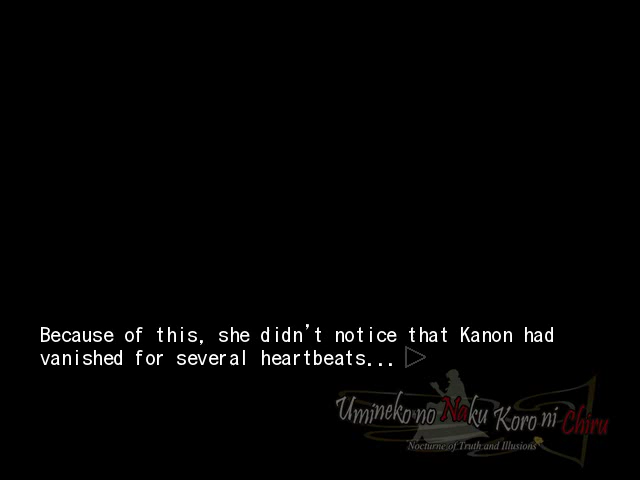 Because of this, she didn't notice that Kanon had
vanished for several heartbeats...
Umineko no Naku Koro ni Chiru
Nocturne of Truth and Illusions